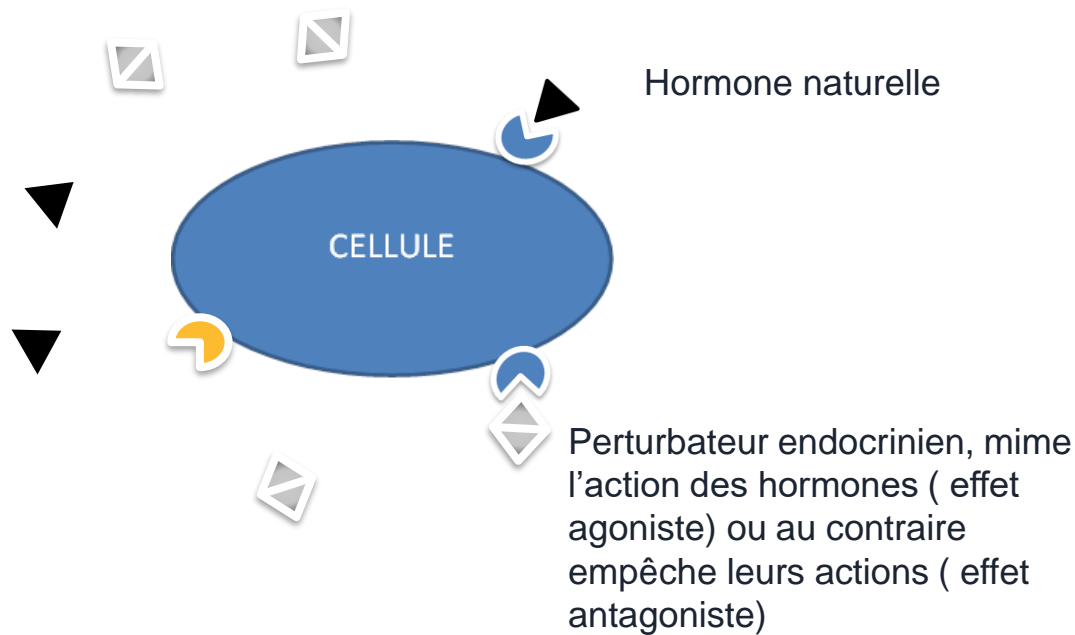 Hormone naturelle
CELLULE
Perturbateur endocrinien, mime
l’action des hormones ( effet
agoniste) ou au contraire
empêche leurs actions ( effet
antagoniste)